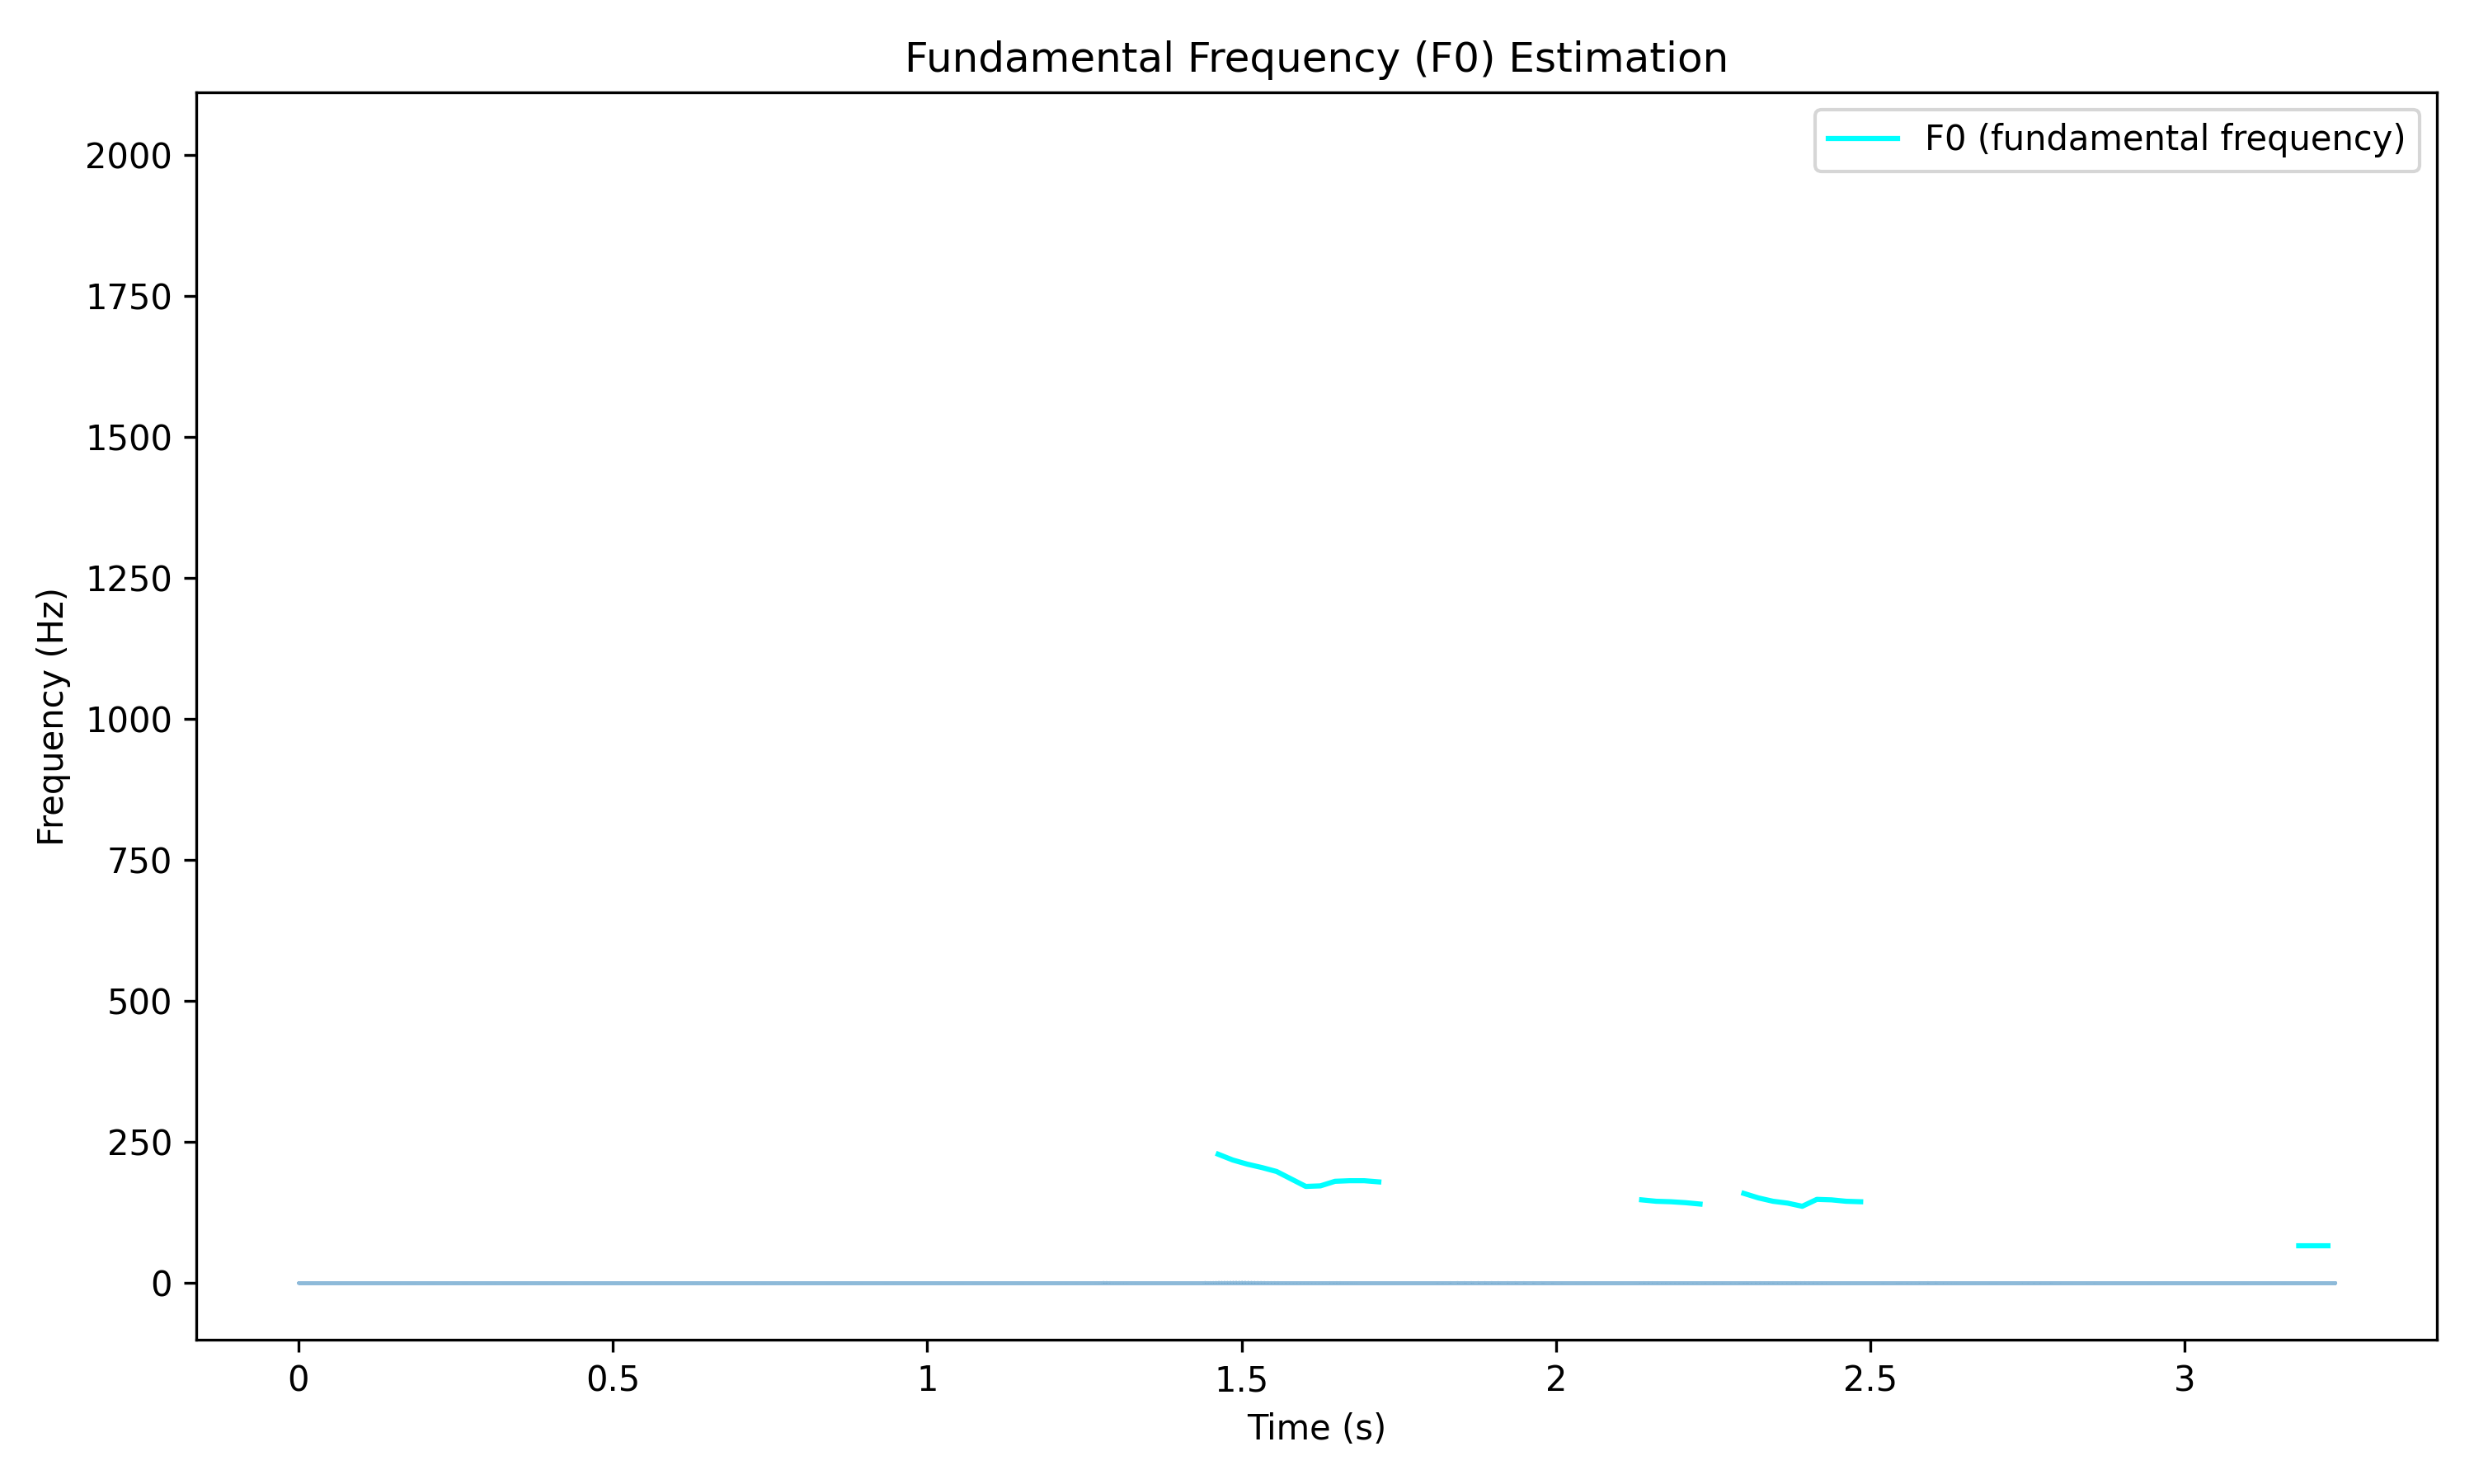 Fundamental Frequency (F0) Estimation
F0 (fundamental frequency)
Frequency (Hz)
2000
1750
1500
1250
1000
750
500
250
0
0 0.5 1 1.5 2 2.5 3
Time (s)